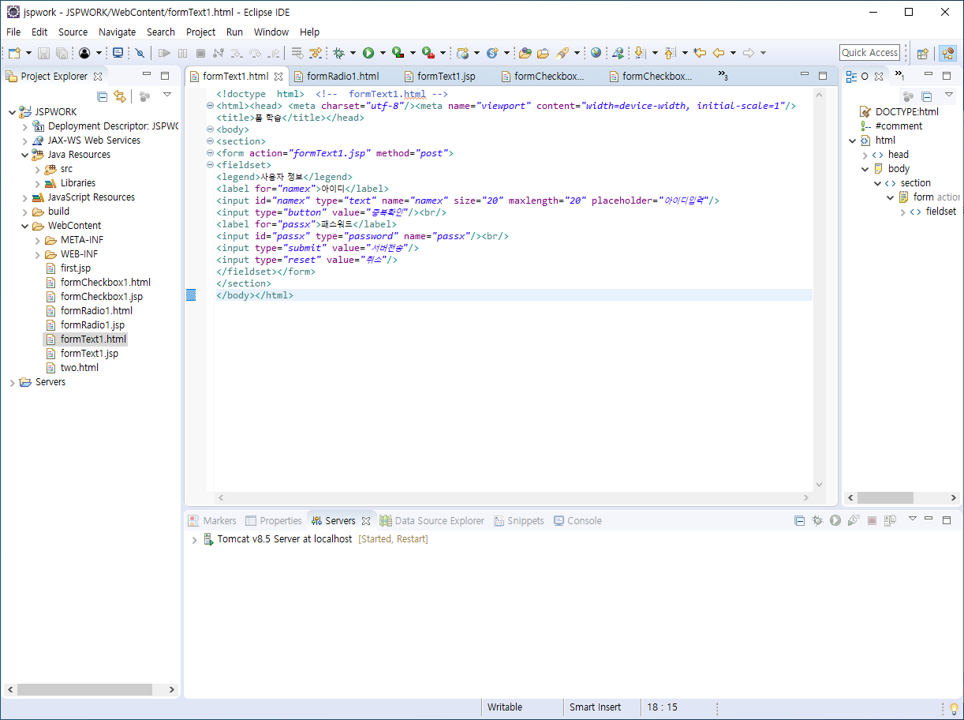 jspwork - JSPWORK/WebContent/formText1.html - Eclipse IDE
File Edit Source Navigate Search Project Run Window Help
Quick Access
Project Explorer
formText1.html formRadio1.html formText1.jsp formCheckbox... formCheckbox... »3
O »1
JSPWORK
Deployment Descriptor: JSPWO
JAX-WS Web Services
Java Resources
src
Libraries
JavaScript Resources
build
WebContent
META-INF
WEB-INF
first.jsp
formCheckbox1.html
formCheckbox1.jsp
formRadio1.html
formRadio1.jsp
formText1.html
formText1.jsp
two.html
Servers
<!doctype  html>  <!--  formText1.html -->
<html><head> <meta charset="utf-8"/><meta name="viewport" content="width=device-width, initial-scale=1"/>
<title>폼 학습</title></head>
<body>
<section>
<form action="formText1.jsp" method="post">
<fieldset>
<legend>사용자 정보</legend>
<label for="namex">아이디</label>
<input id="namex" type="text" name="namex" size="20" maxlength="20" placeholder="아이디입력"/>
<input type="button" value="중복확인"/><br/>
<label for="passx">패스워드</label>
<input id="passx" type="password" name="passx"/><br/>
<input type="submit" value="서버전송"/>
<input type="reset" value="취소"/>
</fieldset></form>
</section>
</body></html>
DOCTYPE:html
#comment
html
head
body
section
form action
fieldset
Markers Properties Servers Data Source Explorer Snippets Console
Tomcat v8.5 Server at localhost [Started, Restart]
Writable Smart Insert 18 : 15